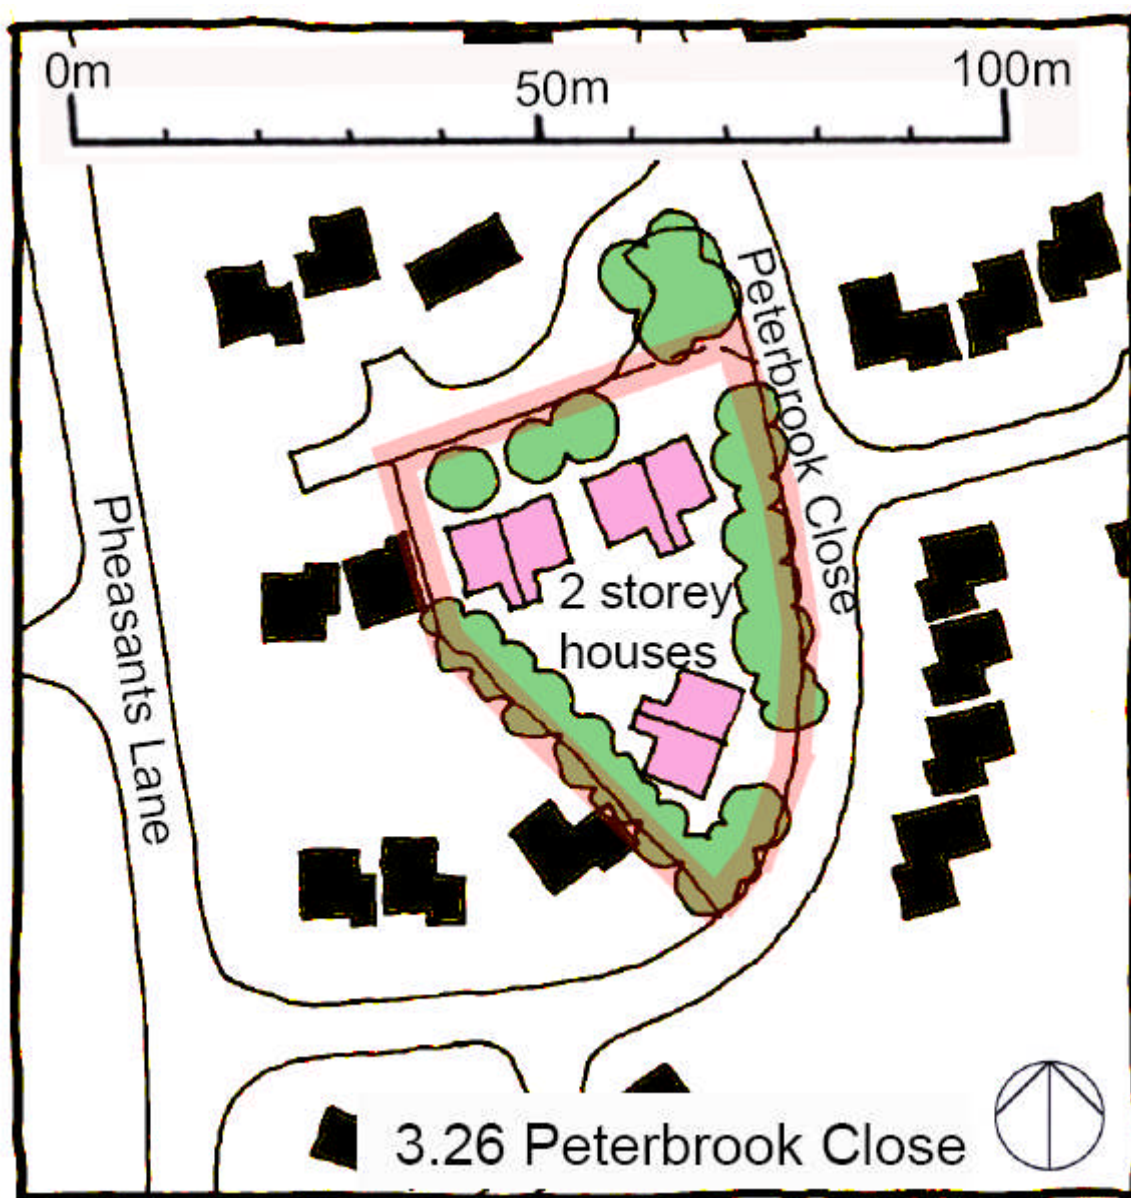 0m
50m
100m
Peterbrook Close
Pheasants Lane
2 storey
houses
3.26 Peterbrook Close